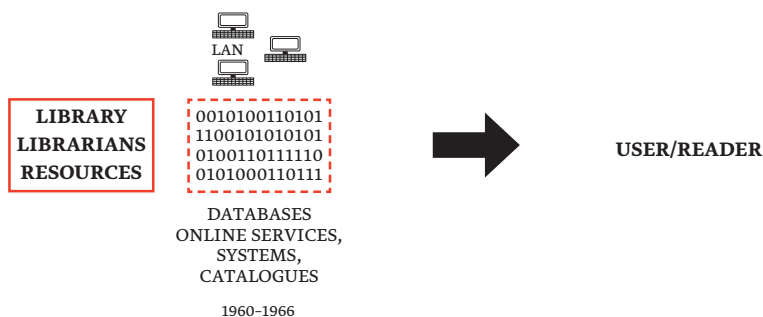 LAN
LIBRARY
LIBRARIANS
RESOURCES
0010100110101
1100101010101
0100110111110
0101000110111
USER/READER
DATABASES
ONLINE SERVICES,
SYSTEMS,
CATALOGUES
1960–1966